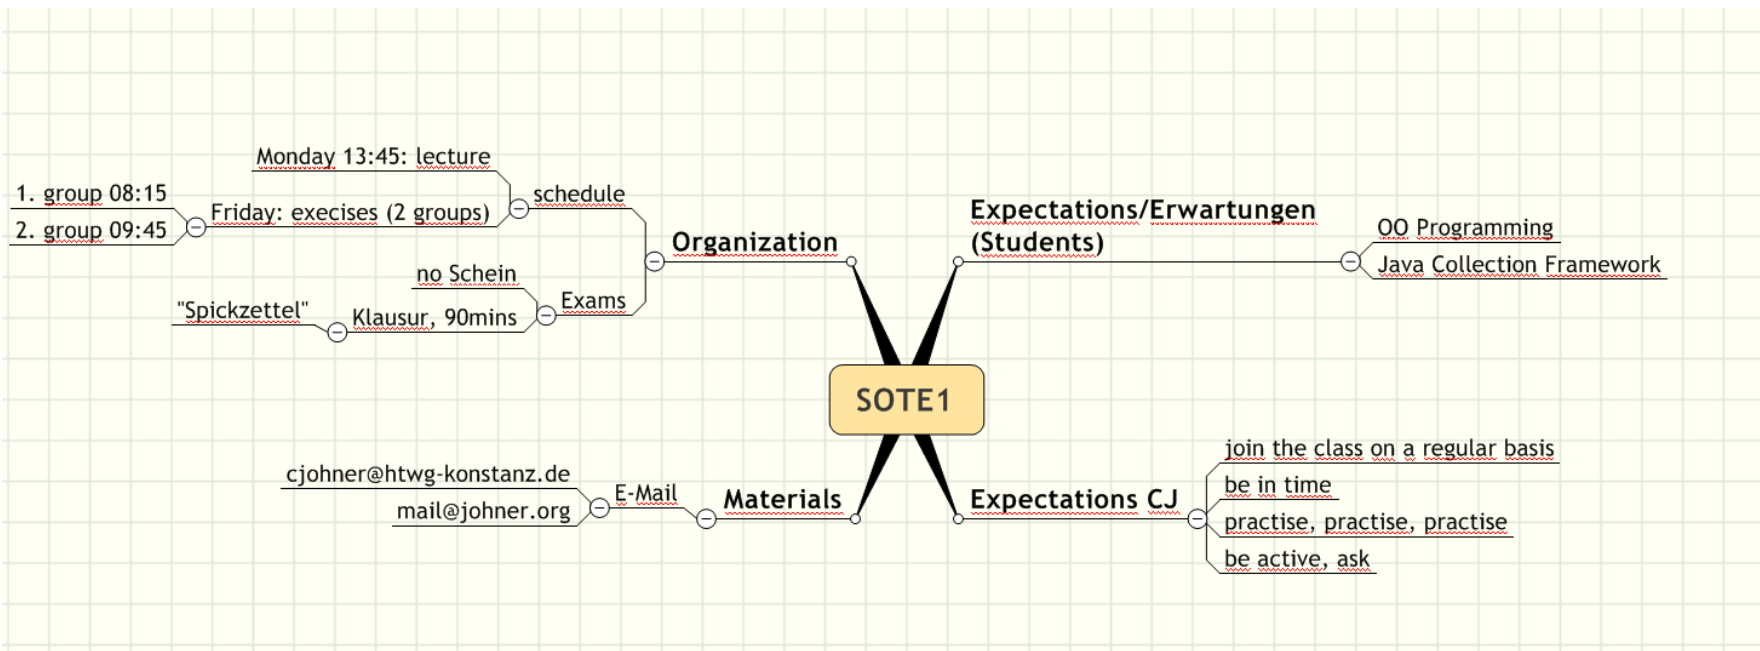 Monday 13:45: lecture
1. group 08:15
2. group 09:45
Friday: execises (2 groups)
schedule
Organization
no Schein
"Spickzettel"
Klausur, 90mins
Exams
Expectations/Erwartungen
(Students)
OO Programming
Java Collection Framework
SOTE1
cjohner@htwg-konstanz.de
mail@johner.org
E-Mail
Materials
Expectations CJ
join the class on a regular basis
be in time
practise, practise, practise
be active, ask